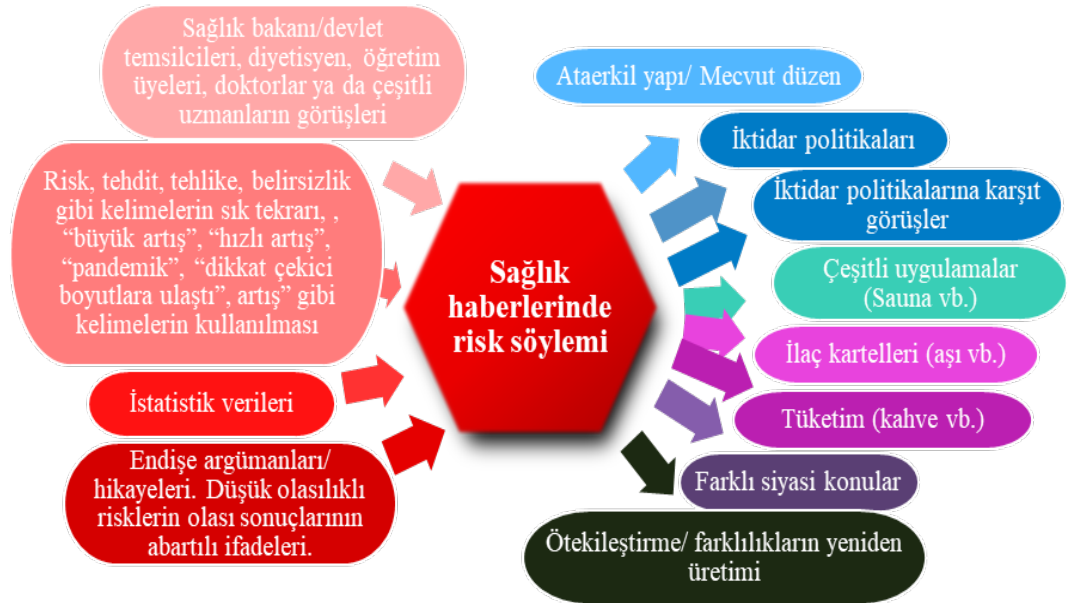 Sağlık bakanı/devlet
temsilcileri, diyetisyen, öğretim
üyeleri, doktorlar ya da çeşitli
uzmanların görüşleri
Risk, tehdit, tehlike, belirsizlik
gibi kelimelerin sık tekrarı, ,
“büyük artış”, “hızlı artış”,
“pandemik”, “dikkat çekici
boyutlara ulaştı”, artış” gibi
kelimelerin kullanılması
İstatistik verileri
Endişe argümanları/
hikayeleri. Düşük olasılıklı
risklerin olası sonuçlarının
abartılı ifadeleri.
Sağlık
haberlerinde
risk söylemi
Ataerkil yapı/ Mecvut düzen
İktidar politikaları
İktidar politikalarına karşıt
görüşler
Çeşitli uygulamalar
(Sauna vb.)
İlaç kartelleri (aşı vb.)
Tüketim (kahve vb.)
Farklı siyasi konular
Ötekileştirme/ farklılıkların yeniden
üretimi